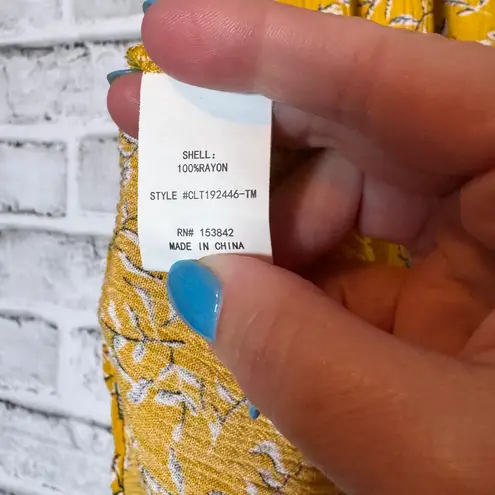 SHELL:
100%RAYON
STYLE #CLT192446-TM
RN# 153842
MADE IN CHINA